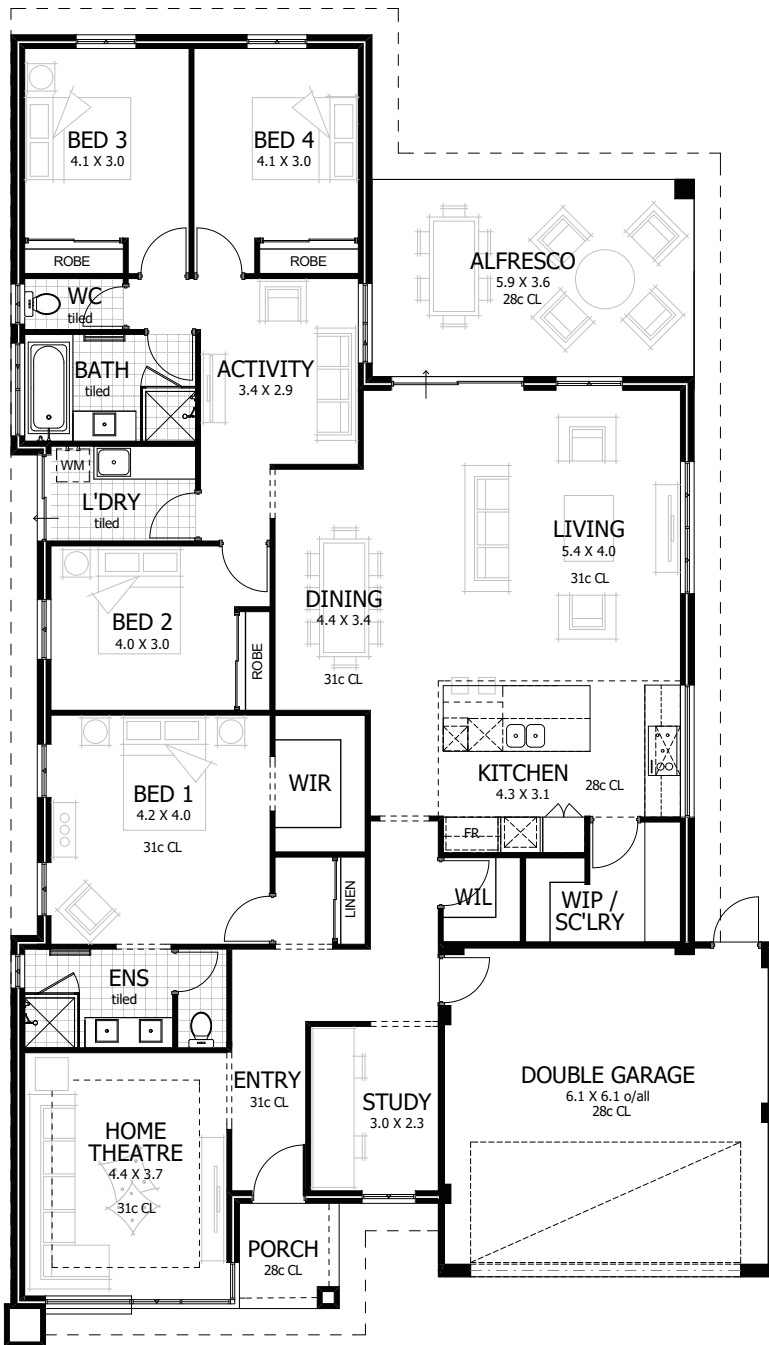 BED 3
4.1 X 3.0
BED 4
4.1 X 3.0
ROBE
ROBE
ALFRESCO
5.9 X 3.6
28c CL
WC
tiled
BATH
tiled
ACTIVITY
3.4 X 2.9
WM
L'DRY
tiled
LIVING
5.4 X 4.0
31c CL
DINING
4.4 X 3.4
31c CL
BED 2
4.0 X 3.0
ROBE
KITCHEN
4.3 X 3.1
28c CL
WIR
BED 1
4.2 X 4.0
31c CL
FR
LINEN
WIL
WIP /
SC'LRY
ENS
tiled
ENTRY
31c CL
STUDY
3.0 X 2.3
DOUBLE GARAGE
6.1 X 6.1 o/all
28c CL
HOME
THEATRE
4.4 X 3.7
31c CL
PORCH
28c CL